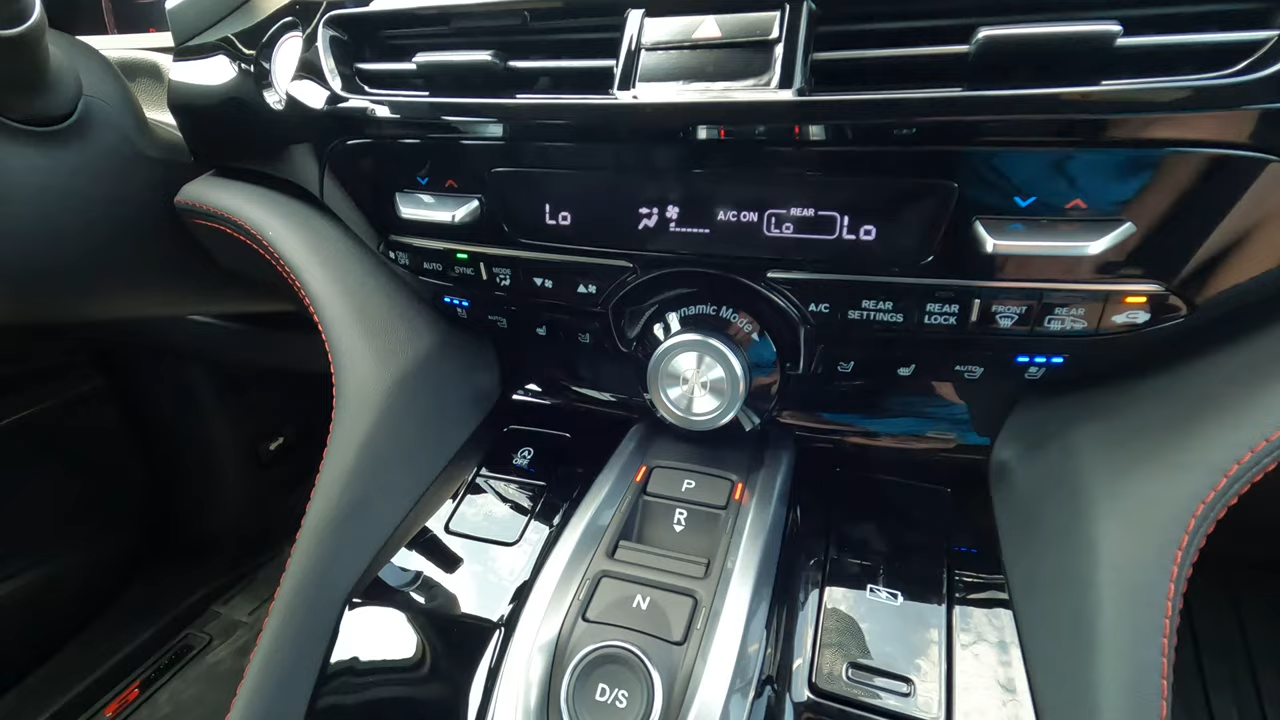 Lo
A/C ON
REAR
Lo
Lo
ON/
OFF
AUTO
SYNC
MODE
A/C
REAR
SETTINGS
REAR
LOCK
FRONT
REAR
Dynamic Mode
AUTO
AUTO
OFF
P
R
N
D/S